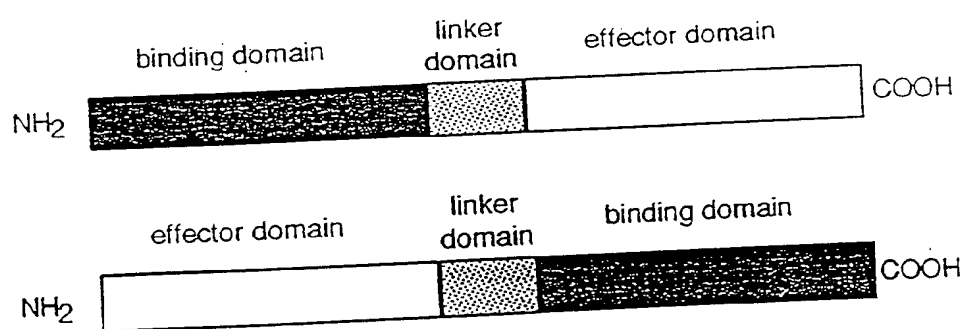 binding domain
linker
domain
effector domain
NH2
COOH
effector domain
linker
domain
binding domain
NH2
COOH